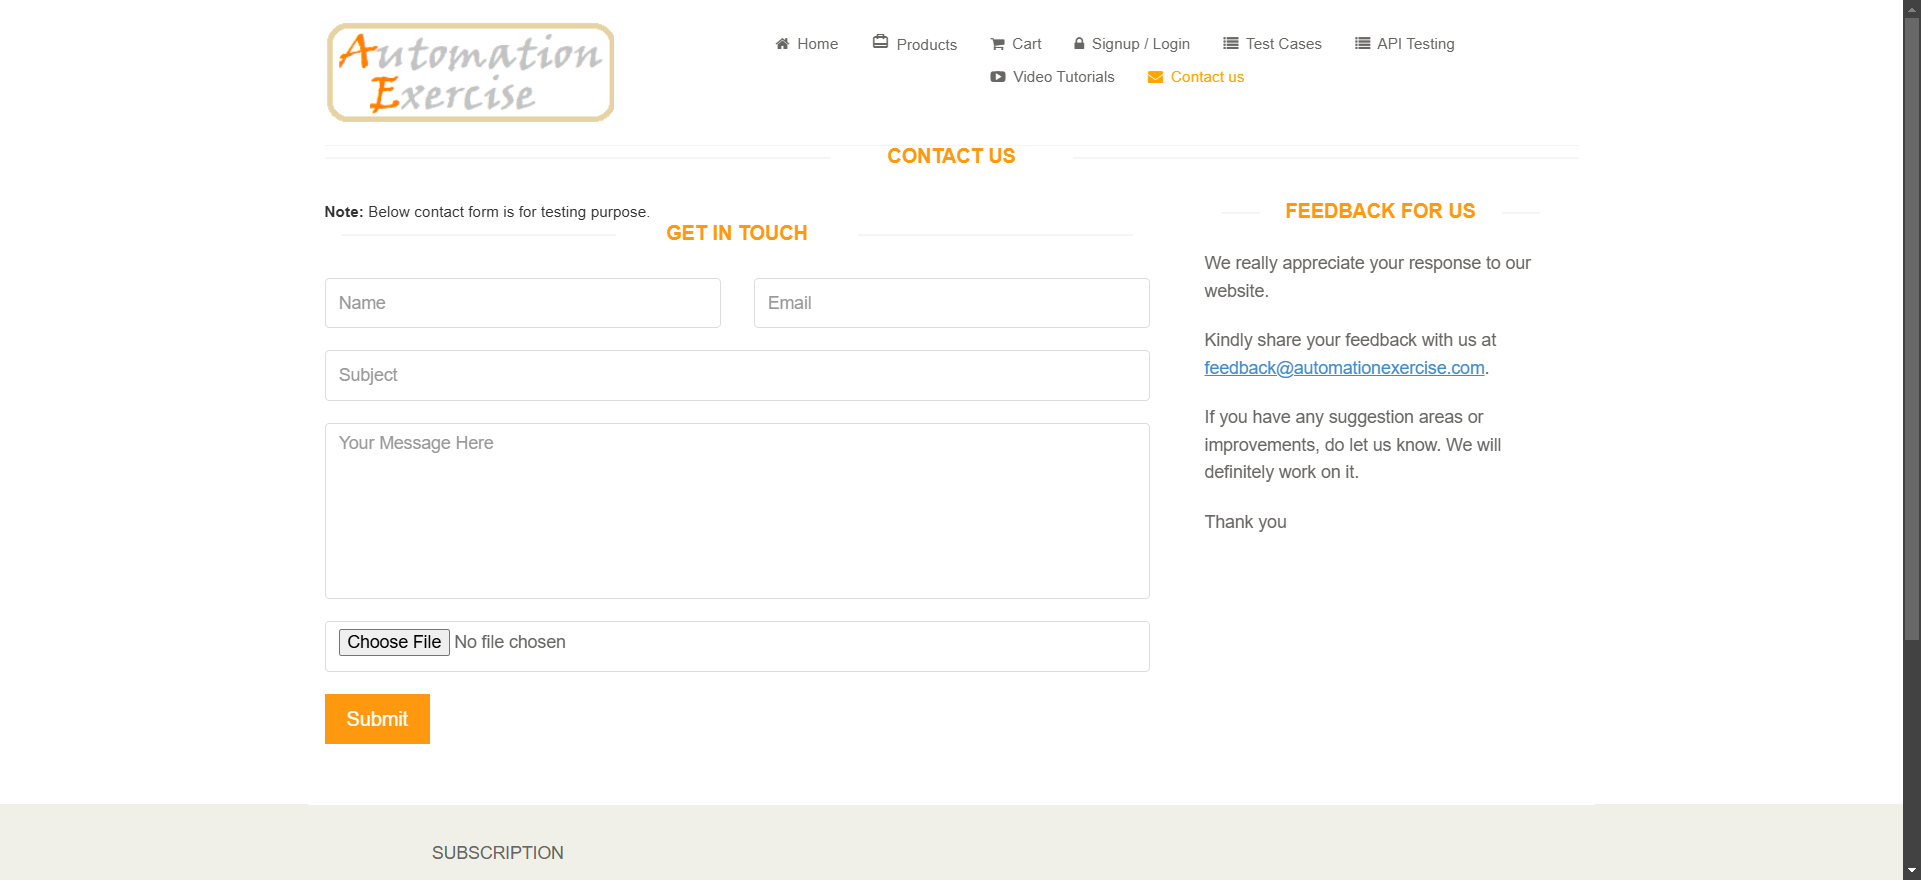 Automation
Exercise
Home
Products
Cart
Signup / Login
Test Cases
API Testing
Video Tutorials
Contact us
CONTACT US
Note: Below contact form is for testing purpose.
GET IN TOUCH
Name
Email
Subject
Your Message Here
Choose File No file chosen
Submit
FEEDBACK FOR US
We really appreciate your response to our
website.
Kindly share your feedback with us at
feedback@automationexercise.com.
If you have any suggestion areas or
improvements, do let us know. We will
definitely work on it.
Thank you
SUBSCRIPTION